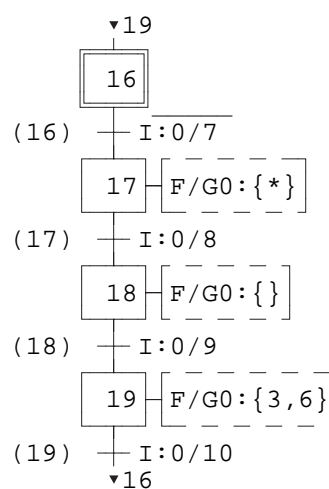 ▼19
16
(16) I:0/7
17 F/G0:{*}
(17) I:0/8
18 F/G0:{}
(18) I:0/9
19 F/G0:{3,6}
(19) I:0/10
▼16